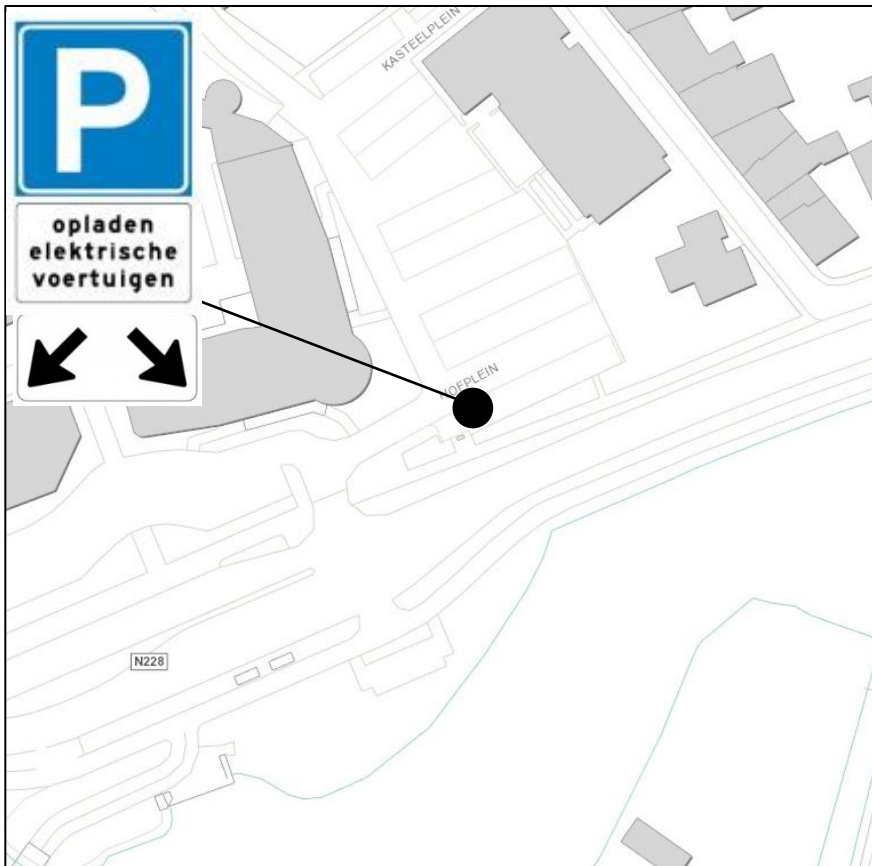 P
opladen
elektrische
voertuigen
KASTEELPLEIN
HOFPLEIN
N228